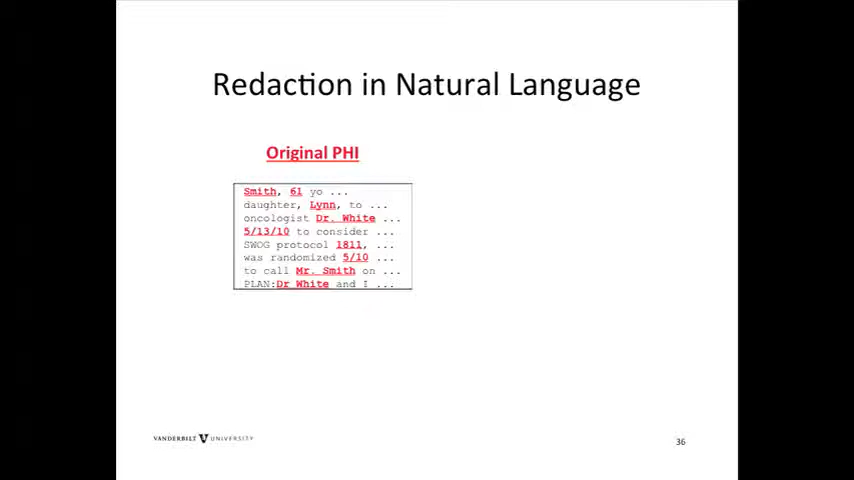 Redaction in Natural Language
Original PHI
Smith, 61 yo ...
daughter, Lynn, to ...
oncologist Dr. White ...
5/13/10 to consider ...
SWOG protocol 1811, ...
was randomized 5/10 ...
to call Mr. Smith on ...
PLAN:Dr White and I ...
VANDERBILT V UNIVERSITY
36